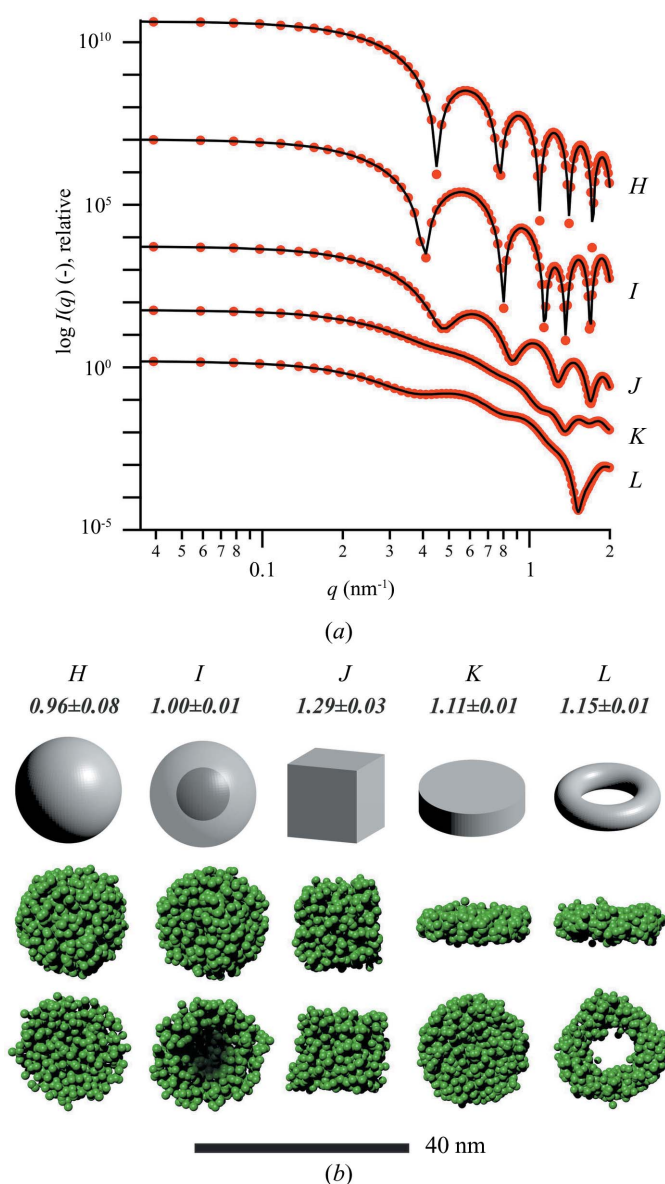 10^10
10^5
10^0
10^-5
log I(q) (-), relative
H
I
J
K
L
4 5 6 7 8 0.1 2 3 4 5 6 7 8 1 2
q (nm^-1)
(a)
H I J K L
0.96±0.08 1.00±0.01 1.29±0.03 1.11±0.01 1.15±0.01
40 nm
(b)